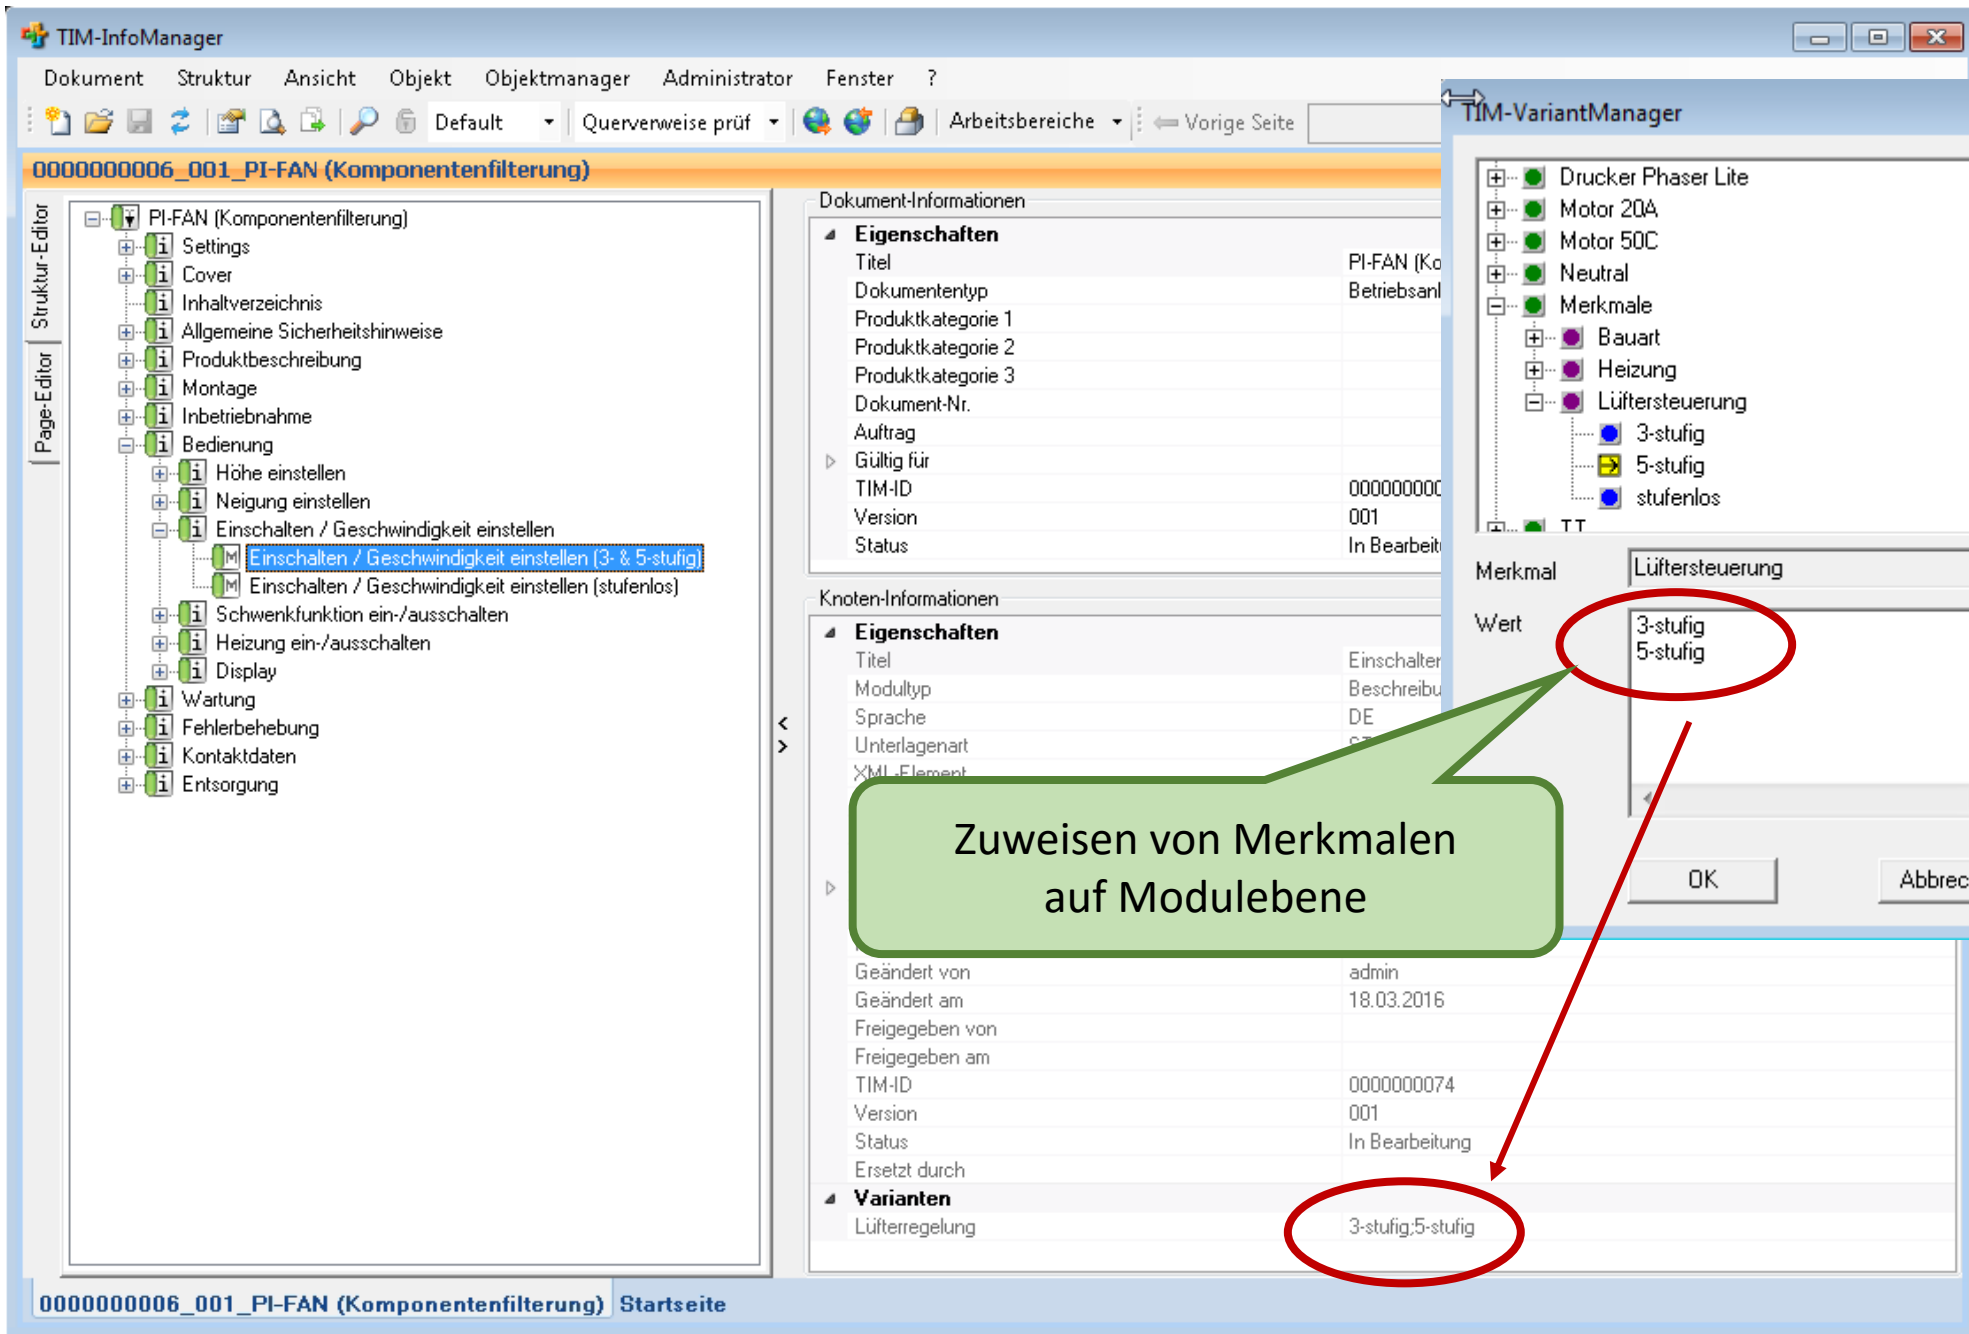 TIM-InfoManager
Dokument Struktur Ansicht Objekt Objektmanager Administrator Fenster ?
Default Querverweise prüf Arbeitsbereiche Vorige Seite
0000000006_001_PI-FAN (Komponentenfilterung)
Struktur-Editor
Page-Editor
PI-FAN (Komponentenfilterung)
Settings
Cover
Inhaltverzeichnis
Allgemeine Sicherheitshinweise
Produktbeschreibung
Montage
Inbetriebnahme
Bedienung
Höhe einstellen
Neigung einstellen
Einschalten / Geschwindigkeit einstellen
Einschalten / Geschwindigkeit einstellen (3- & 5-stufig)
Einschalten / Geschwindigkeit einstellen (stufenlos)
Schwenkfunktion ein-/ausschalten
Heizung ein-/ausschalten
Display
Wartung
Fehlerbehebung
Kontaktdaten
Entsorgung
Dokument-Informationen
Eigenschaften
Titel PI-FAN (Ko
Dokumententyp Betriebsanl
Produktkategorie 1
Produktkategorie 2
Produktkategorie 3
Dokument-Nr.
Auftrag
Gültig für
TIM-ID 000000000
Version 001
Status In Bearbeit
Knoten-Informationen
Eigenschaften
Titel Einschalter
Modultyp Beschreibu
Sprache DE
Unterlagenart
XML-Element
Geändert von admin
Geändert am 18.03.2016
Freigegeben von
Freigegeben am
TIM-ID 0000000074
Version 001
Status In Bearbeitung
Ersetzt durch
Varianten
Lüfterregelung 3-stufig;5-stufig
TIM-VariantManager
Drucker Phaser Lite
Motor 20A
Motor 50C
Neutral
Merkmale
Bauart
Heizung
Lüftersteuerung
3-stufig
5-stufig
stufenlos
TT
Merkmal Lüftersteuerung
Wert 3-stufig
5-stufig
OK Abbrec
Zuweisen von Merkmalen
auf Modulebene
0000000006_001_PI-FAN (Komponentenfilterung) Startseite